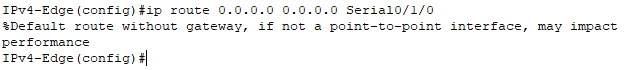 IPv4-Edge(config)#ip route 0.0.0.0 0.0.0.0 Serial0/1/0
%Default route without gateway, if not a point-to-point interface, may impact
performance
IPv4-Edge(config)#